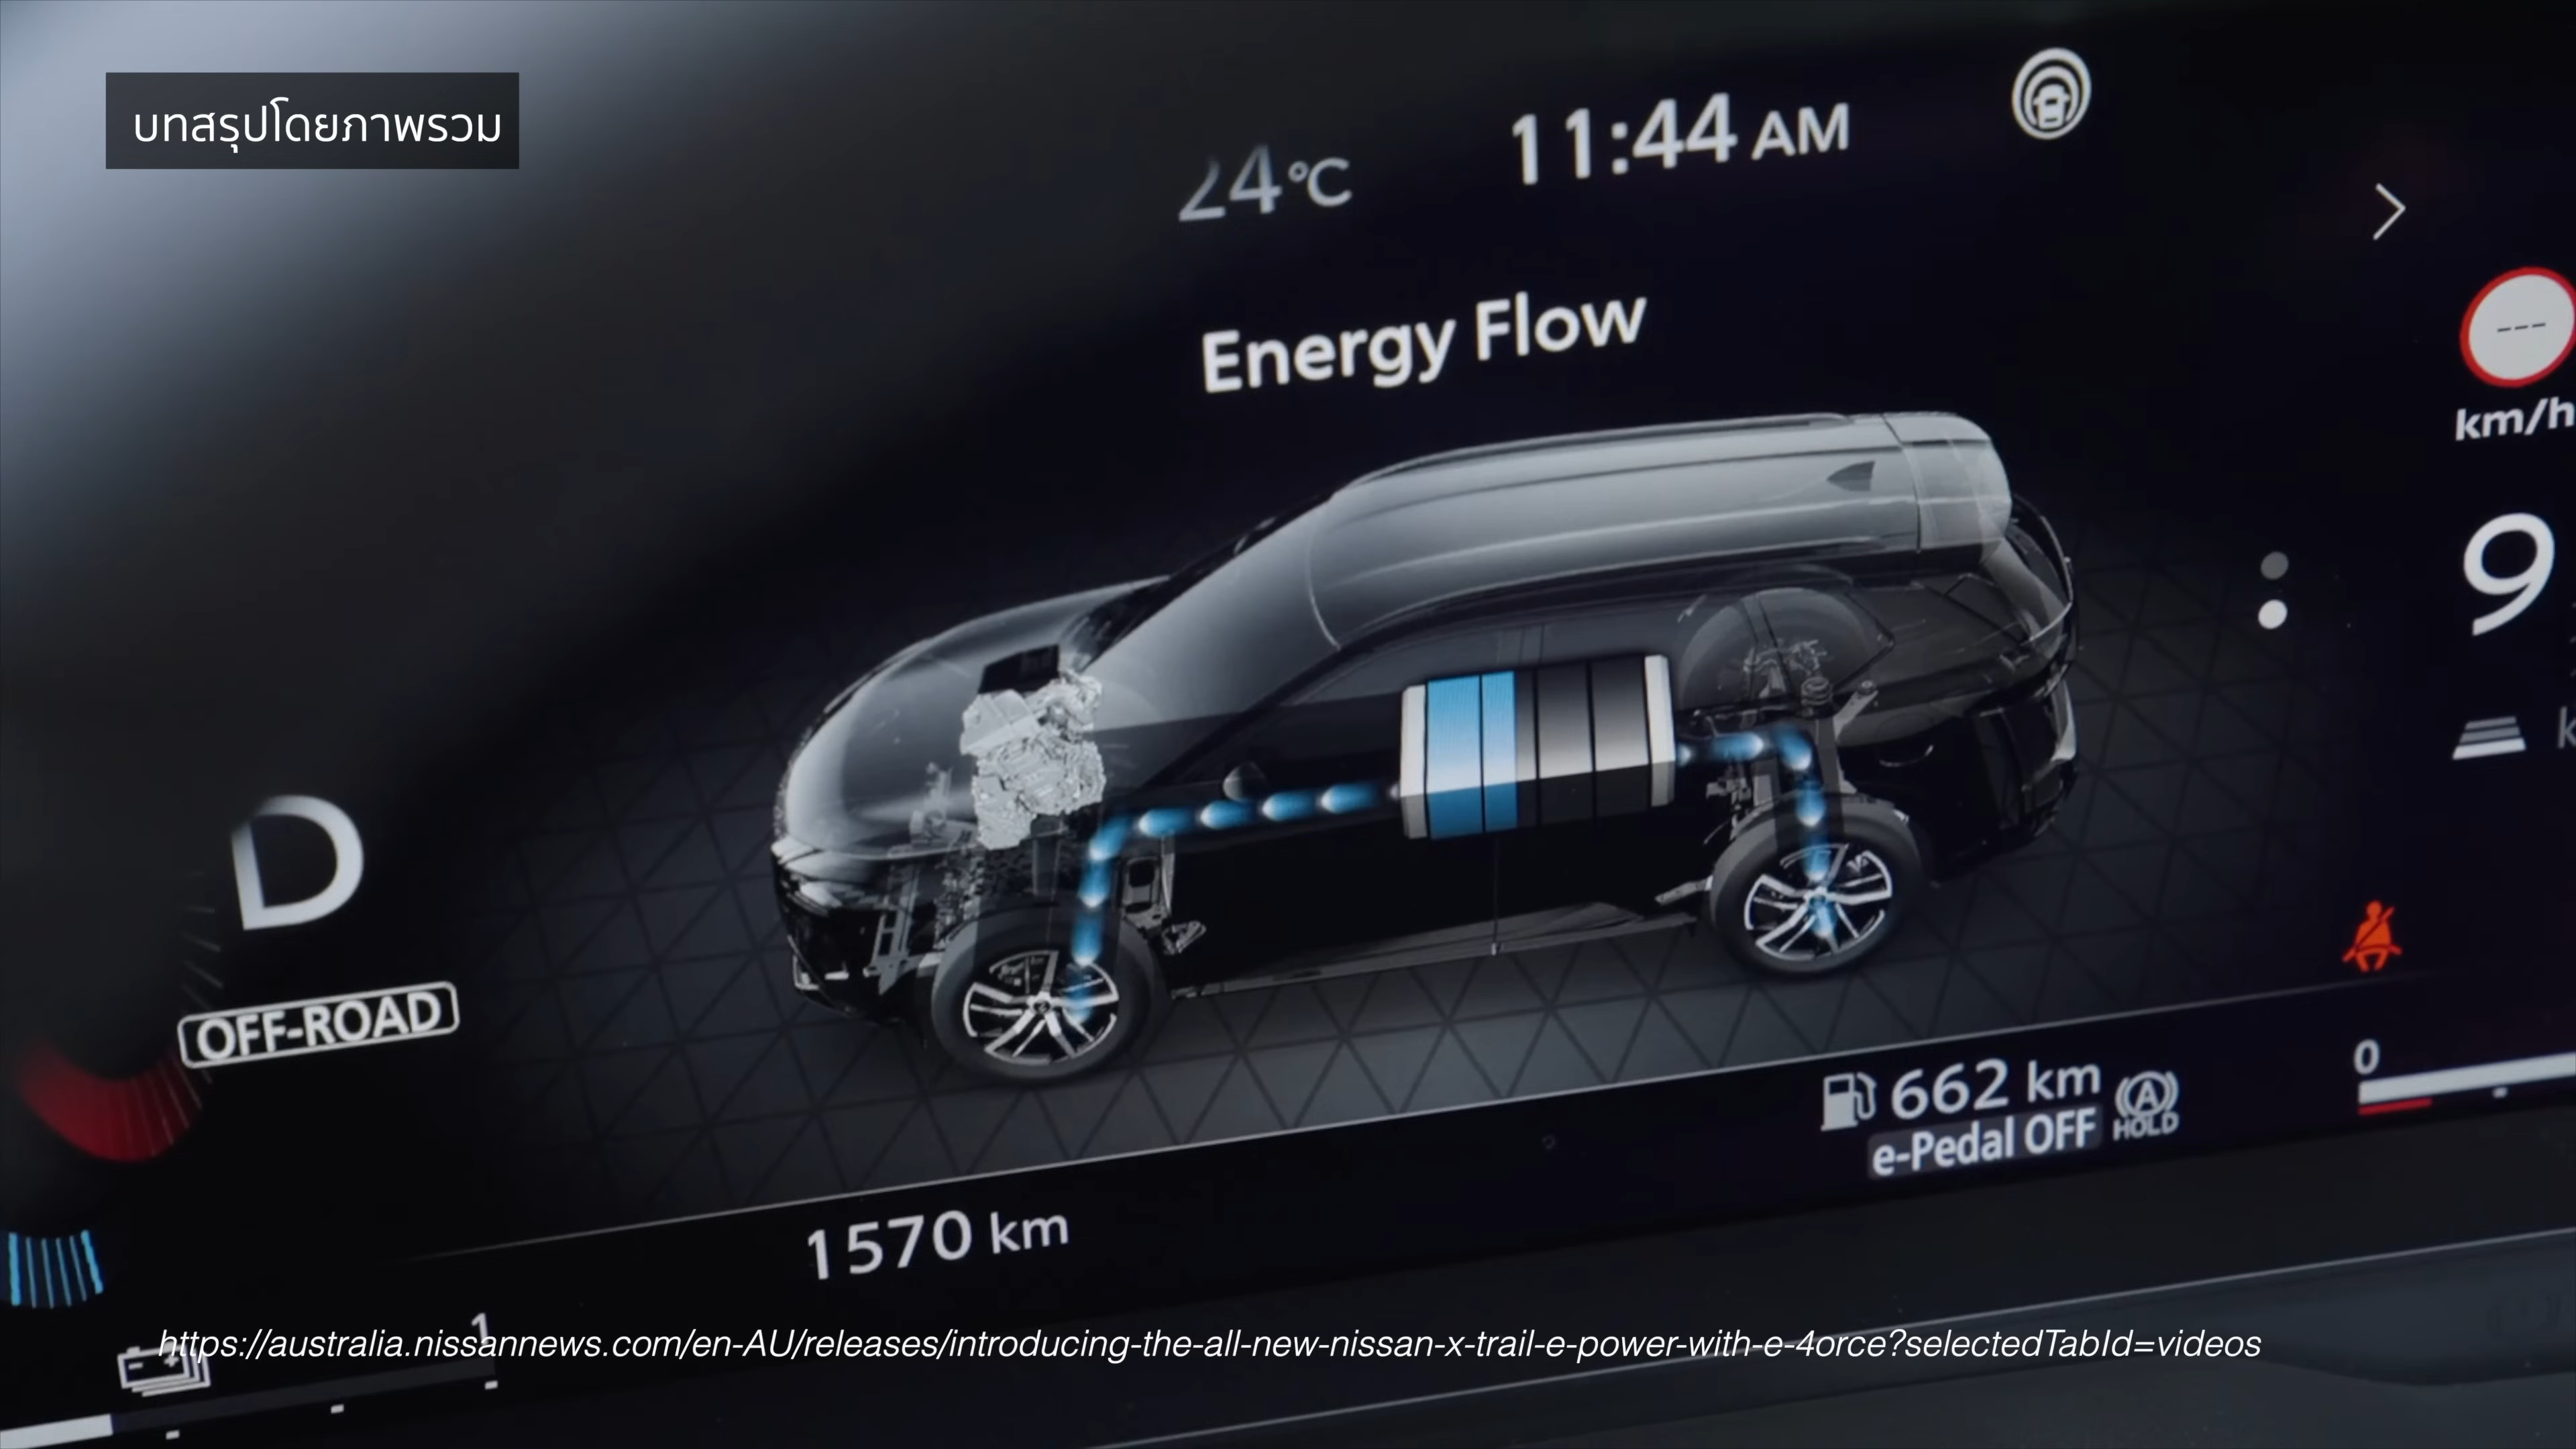 บทสรุปโดยภาพรวม
24°C
11:44 AM
Energy Flow
---
km/h
9
D
OFF-ROAD
662 km
e-Pedal OFF
HOLD
0
1570 km
1
https://australia.nissannews.com/en-AU/releases/introducing-the-all-new-nissan-x-trail-e-power-with-e-4orce?selectedTabId=videos